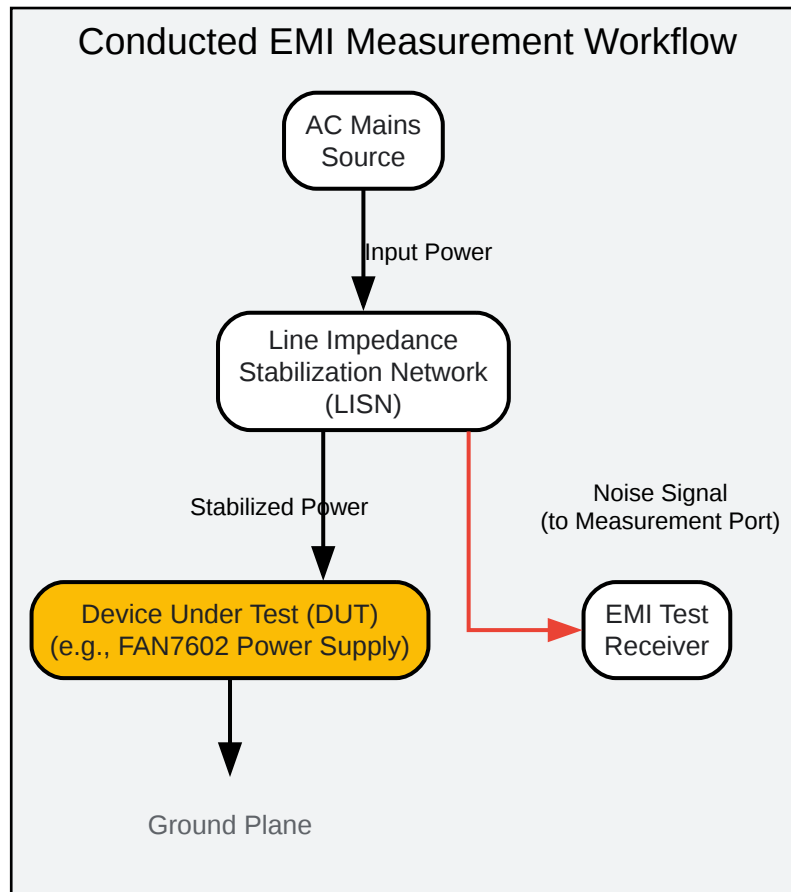 Conducted EMI Measurement Workflow
AC Mains
Source
Input Power
Line Impedance
Stabilization Network
(LISN)
Stabilized Power
Noise Signal
(to Measurement Port)
Device Under Test (DUT)
(e.g., FAN7602 Power Supply)
EMI Test
Receiver
Ground Plane